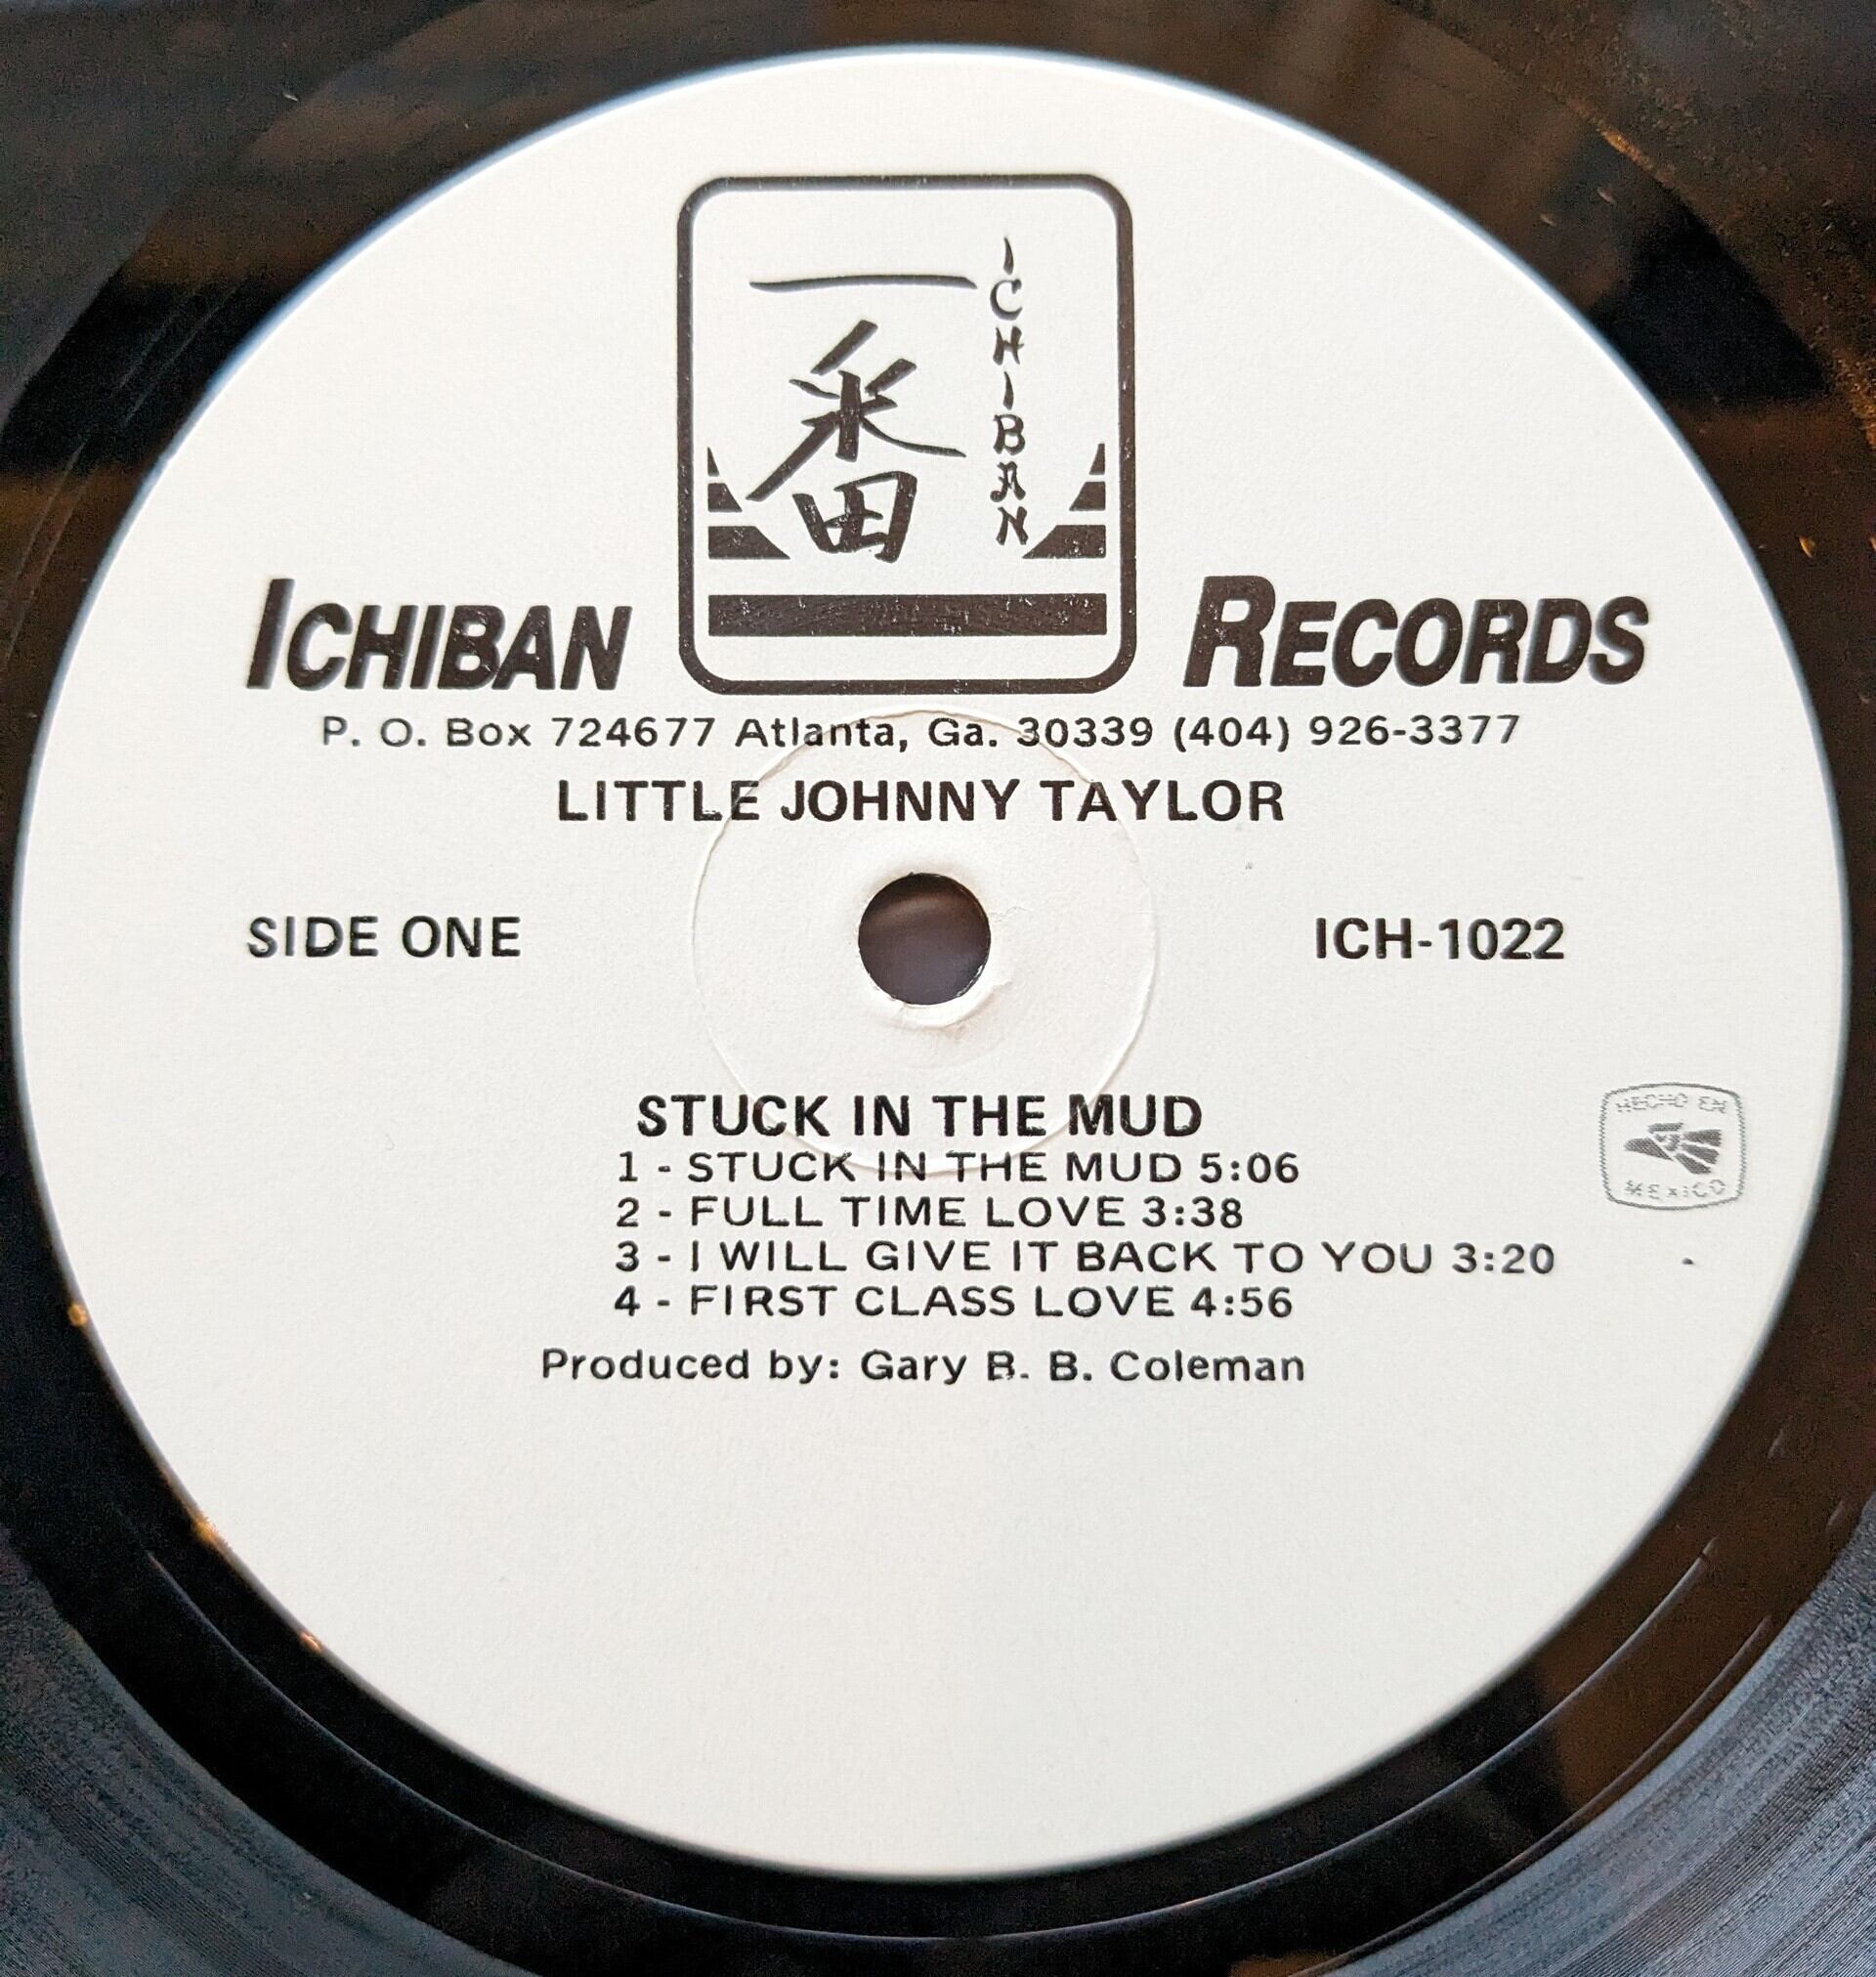 一番
ICHIBAN
ICHIBAN RECORDS
P. O. Box 724677 Atlanta, Ga. 30339 (404) 926-3377
LITTLE JOHNNY TAYLOR
SIDE ONE
ICH-1022
STUCK IN THE MUD
1 - STUCK IN THE MUD 5:06
2 - FULL TIME LOVE 3:38
3 - I WILL GIVE IT BACK TO YOU 3:20
4 - FIRST CLASS LOVE 4:56
Produced by: Gary B. B. Coleman
HECHO EN
MEXICO